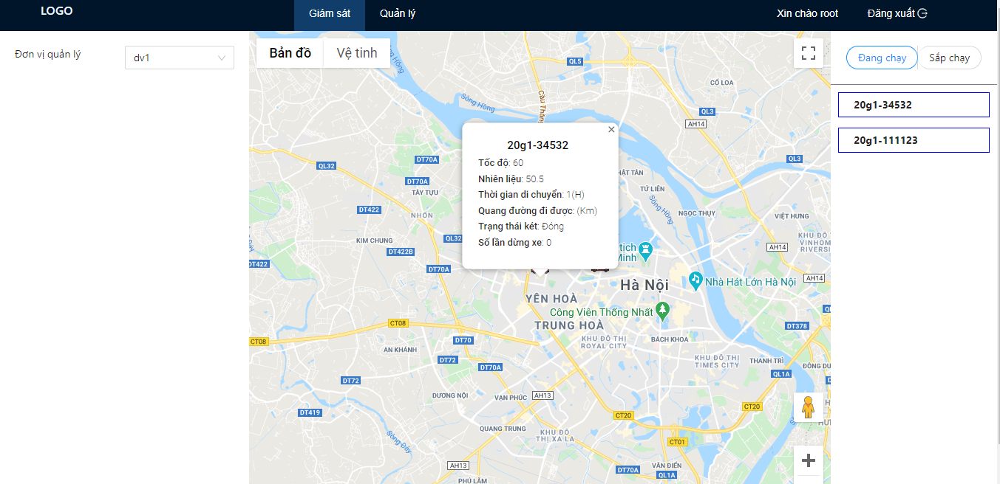 LOGO
Giám sát
Quản lý
Xin chào root
Đăng xuất
Đơn vị quản lý
dv1
Bản đồ
Vệ tinh
Đang chạy
Sắp chạy
20g1-34532
20g1-111123
20g1-34532
Tốc độ: 60
Nhiên liệu: 50.5
Thời gian di chuyển: 1(H)
Quang đường đi được: (Km)
Trạng thái két: Đóng
Số lần dừng xe: 0
QL5
CỔ LOA
Cầu Thăng
Sông Hồng
QL3
AH14
DT70A
QL32
QL3
DT70A
TÂY TỰU
TỨ LIÊN
Sông Hồng
DT422
NHỔN
NGỌC THỤY
VIỆT HƯNG
KIM CHUNG
QL32
KHU ĐÔ
VINHOM
RIVERSI
DT422B
AH14
DT422
DT70A
Hà Nội
Nhà Hát Lớn Hà Nội
AH14
YÊN HOÀ
Công Viên Thống Nhất
TRUNG HOÀ
CT08
DT378
CT08
DT70
KHU ĐÔ THỊ
ROYAL CITY
BÁCH KHOA
AN KHÁNH
DT72
DT70A
KHU ĐÔ THỊ
TIMES CITY
THANH TRÌ
ĐÔNG DU
QL1A
DT72
DƯƠNG NỘI
VẠN PHÚC
AH13
DT419
CT20
CT20
QUANG TRUNG
KHU ĐÔ
THỊ XA LA
Sông Đáy
CT01
AH13
VĂN ĐIỂN
DT70A
QL1A
PHÚ LÃM